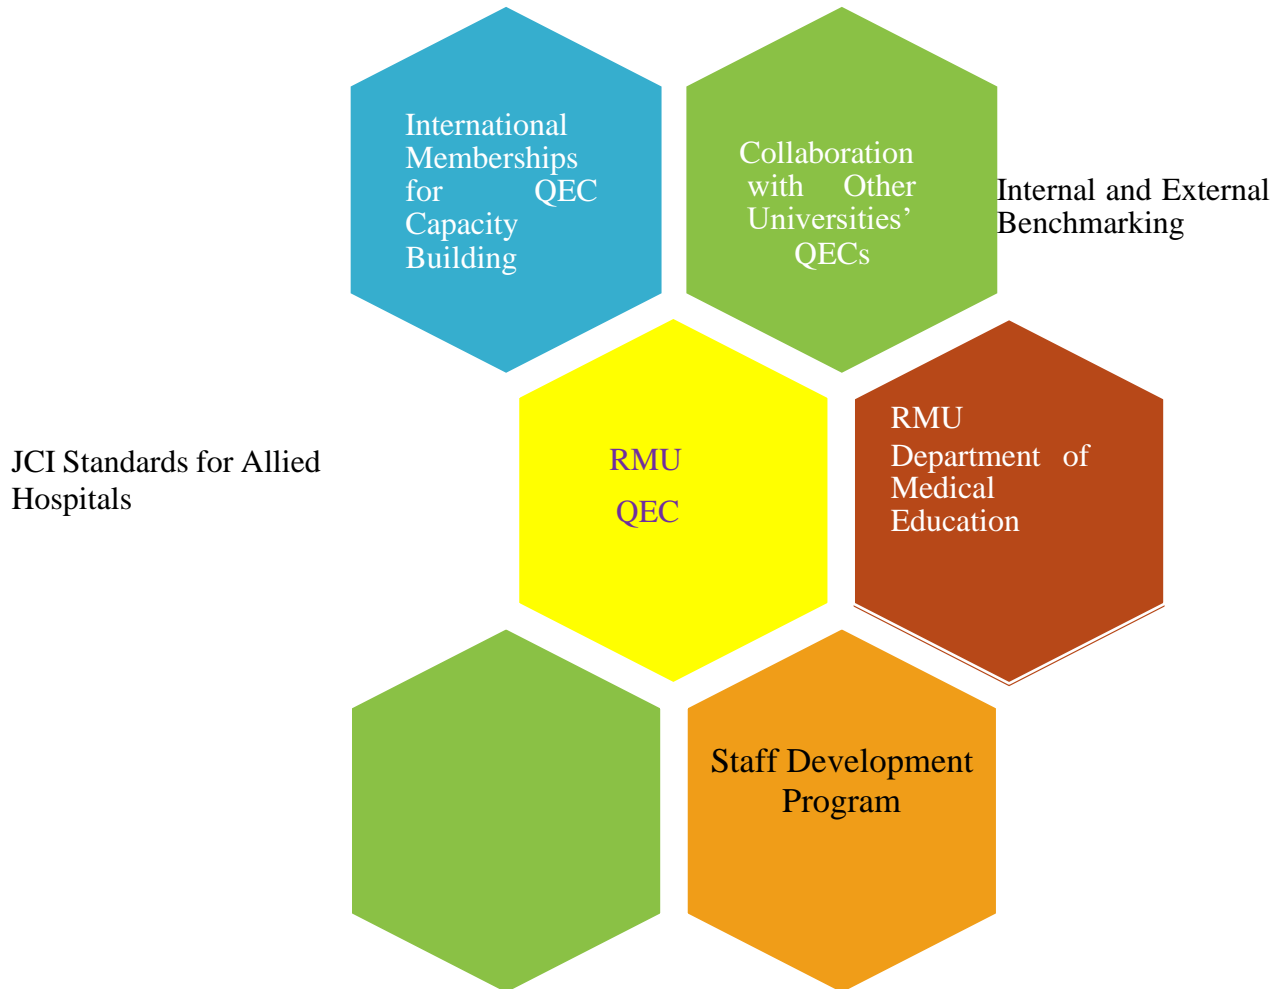 International
Memberships
for QEC
Capacity
Building
Collaboration
with Other
Universities’
QECs
Internal and External
Benchmarking
JCI Standards for Allied
Hospitals
RMU
QEC
RMU
Department of
Medical
Education
Staff Development
Program